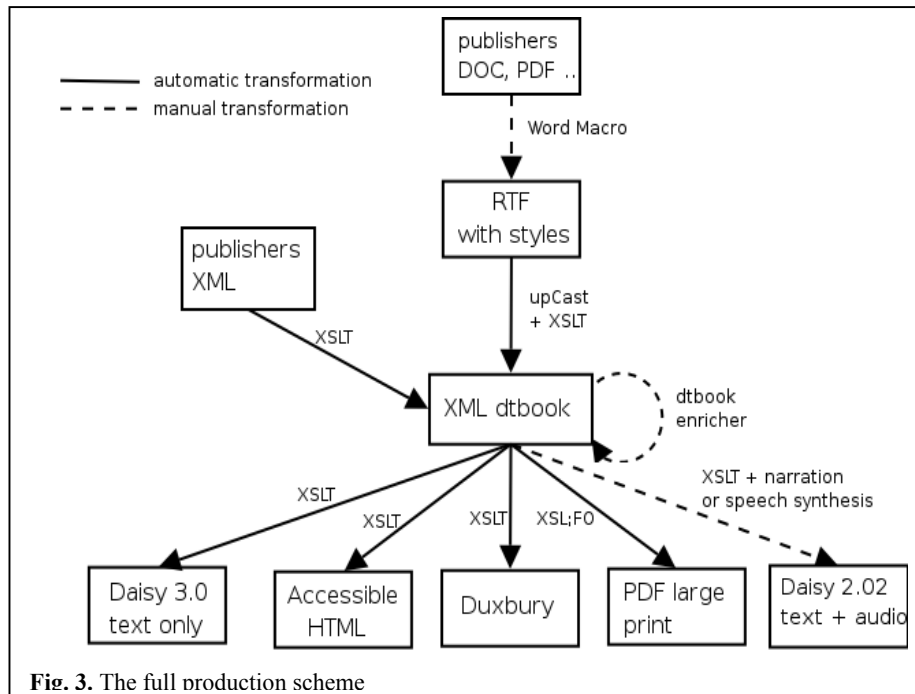 publishers
DOC, PDF ..
automatic transformation
manual transformation
Word Macro
RTF
with styles
publishers
XML
upCast
+ XSLT
XSLT
XML dtbook
dtbook
enricher
XSLT + narration
or speech synthesis
XSLT
XSLT
XSLT
XSL;FO
Daisy 3.0
text only
Accessible
HTML
Duxbury
PDF large
print
Daisy 2.02
text + audio
Fig. 3. The full production scheme